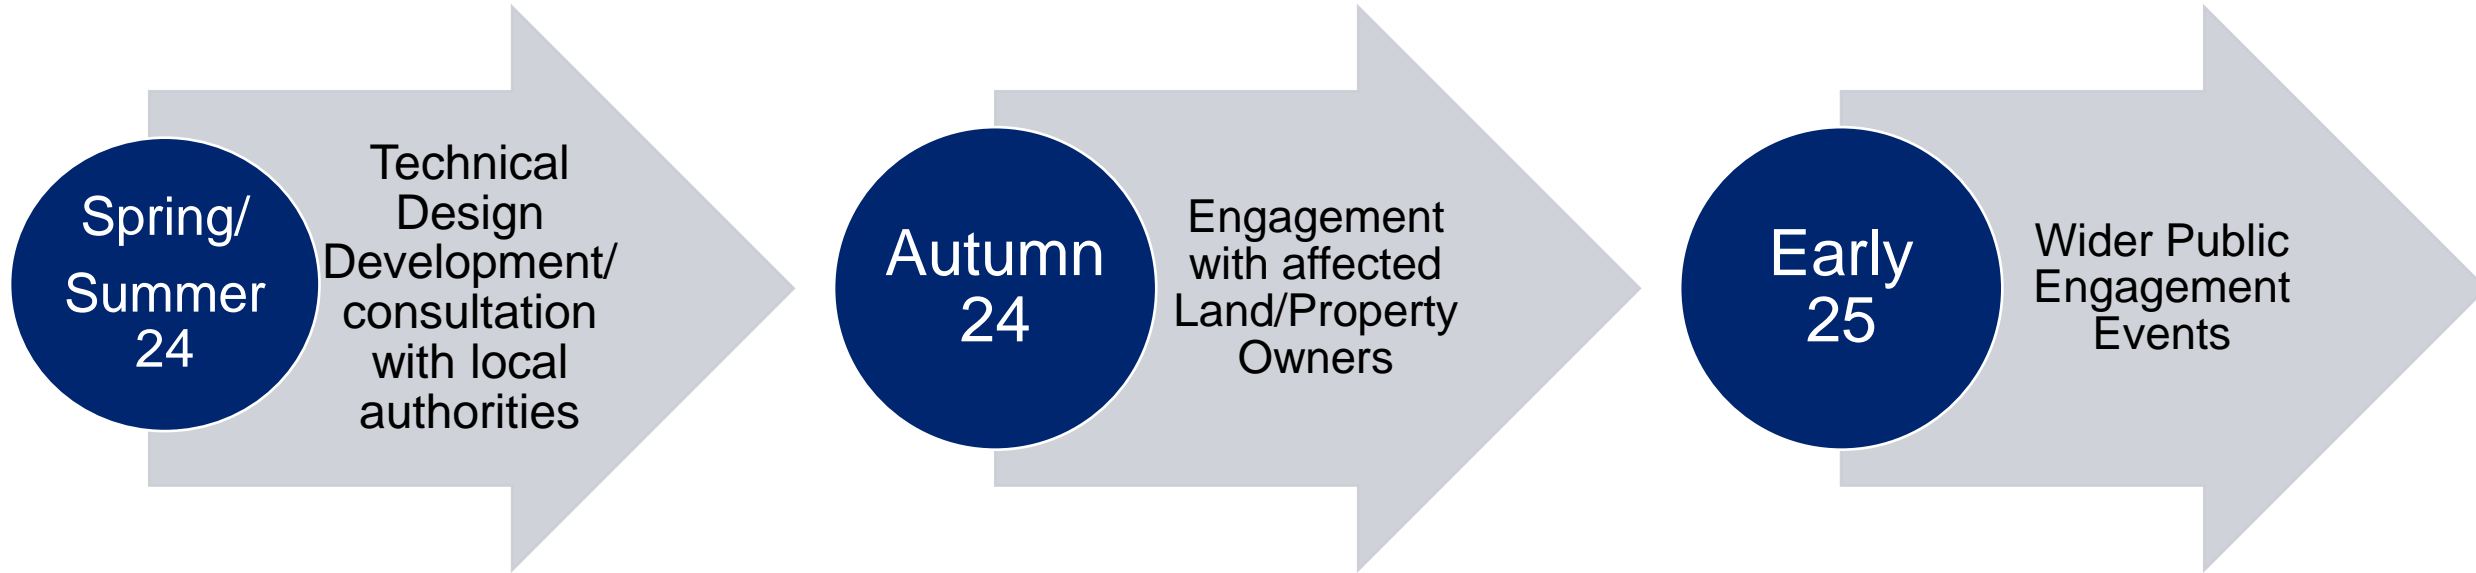 Spring/
Summer
24
Technical
Design
Development/
consultation
with local
authorities
Autumn
24
Engagement
with affected
Land/Property
Owners
Early
25
Wider Public
Engagement
Events